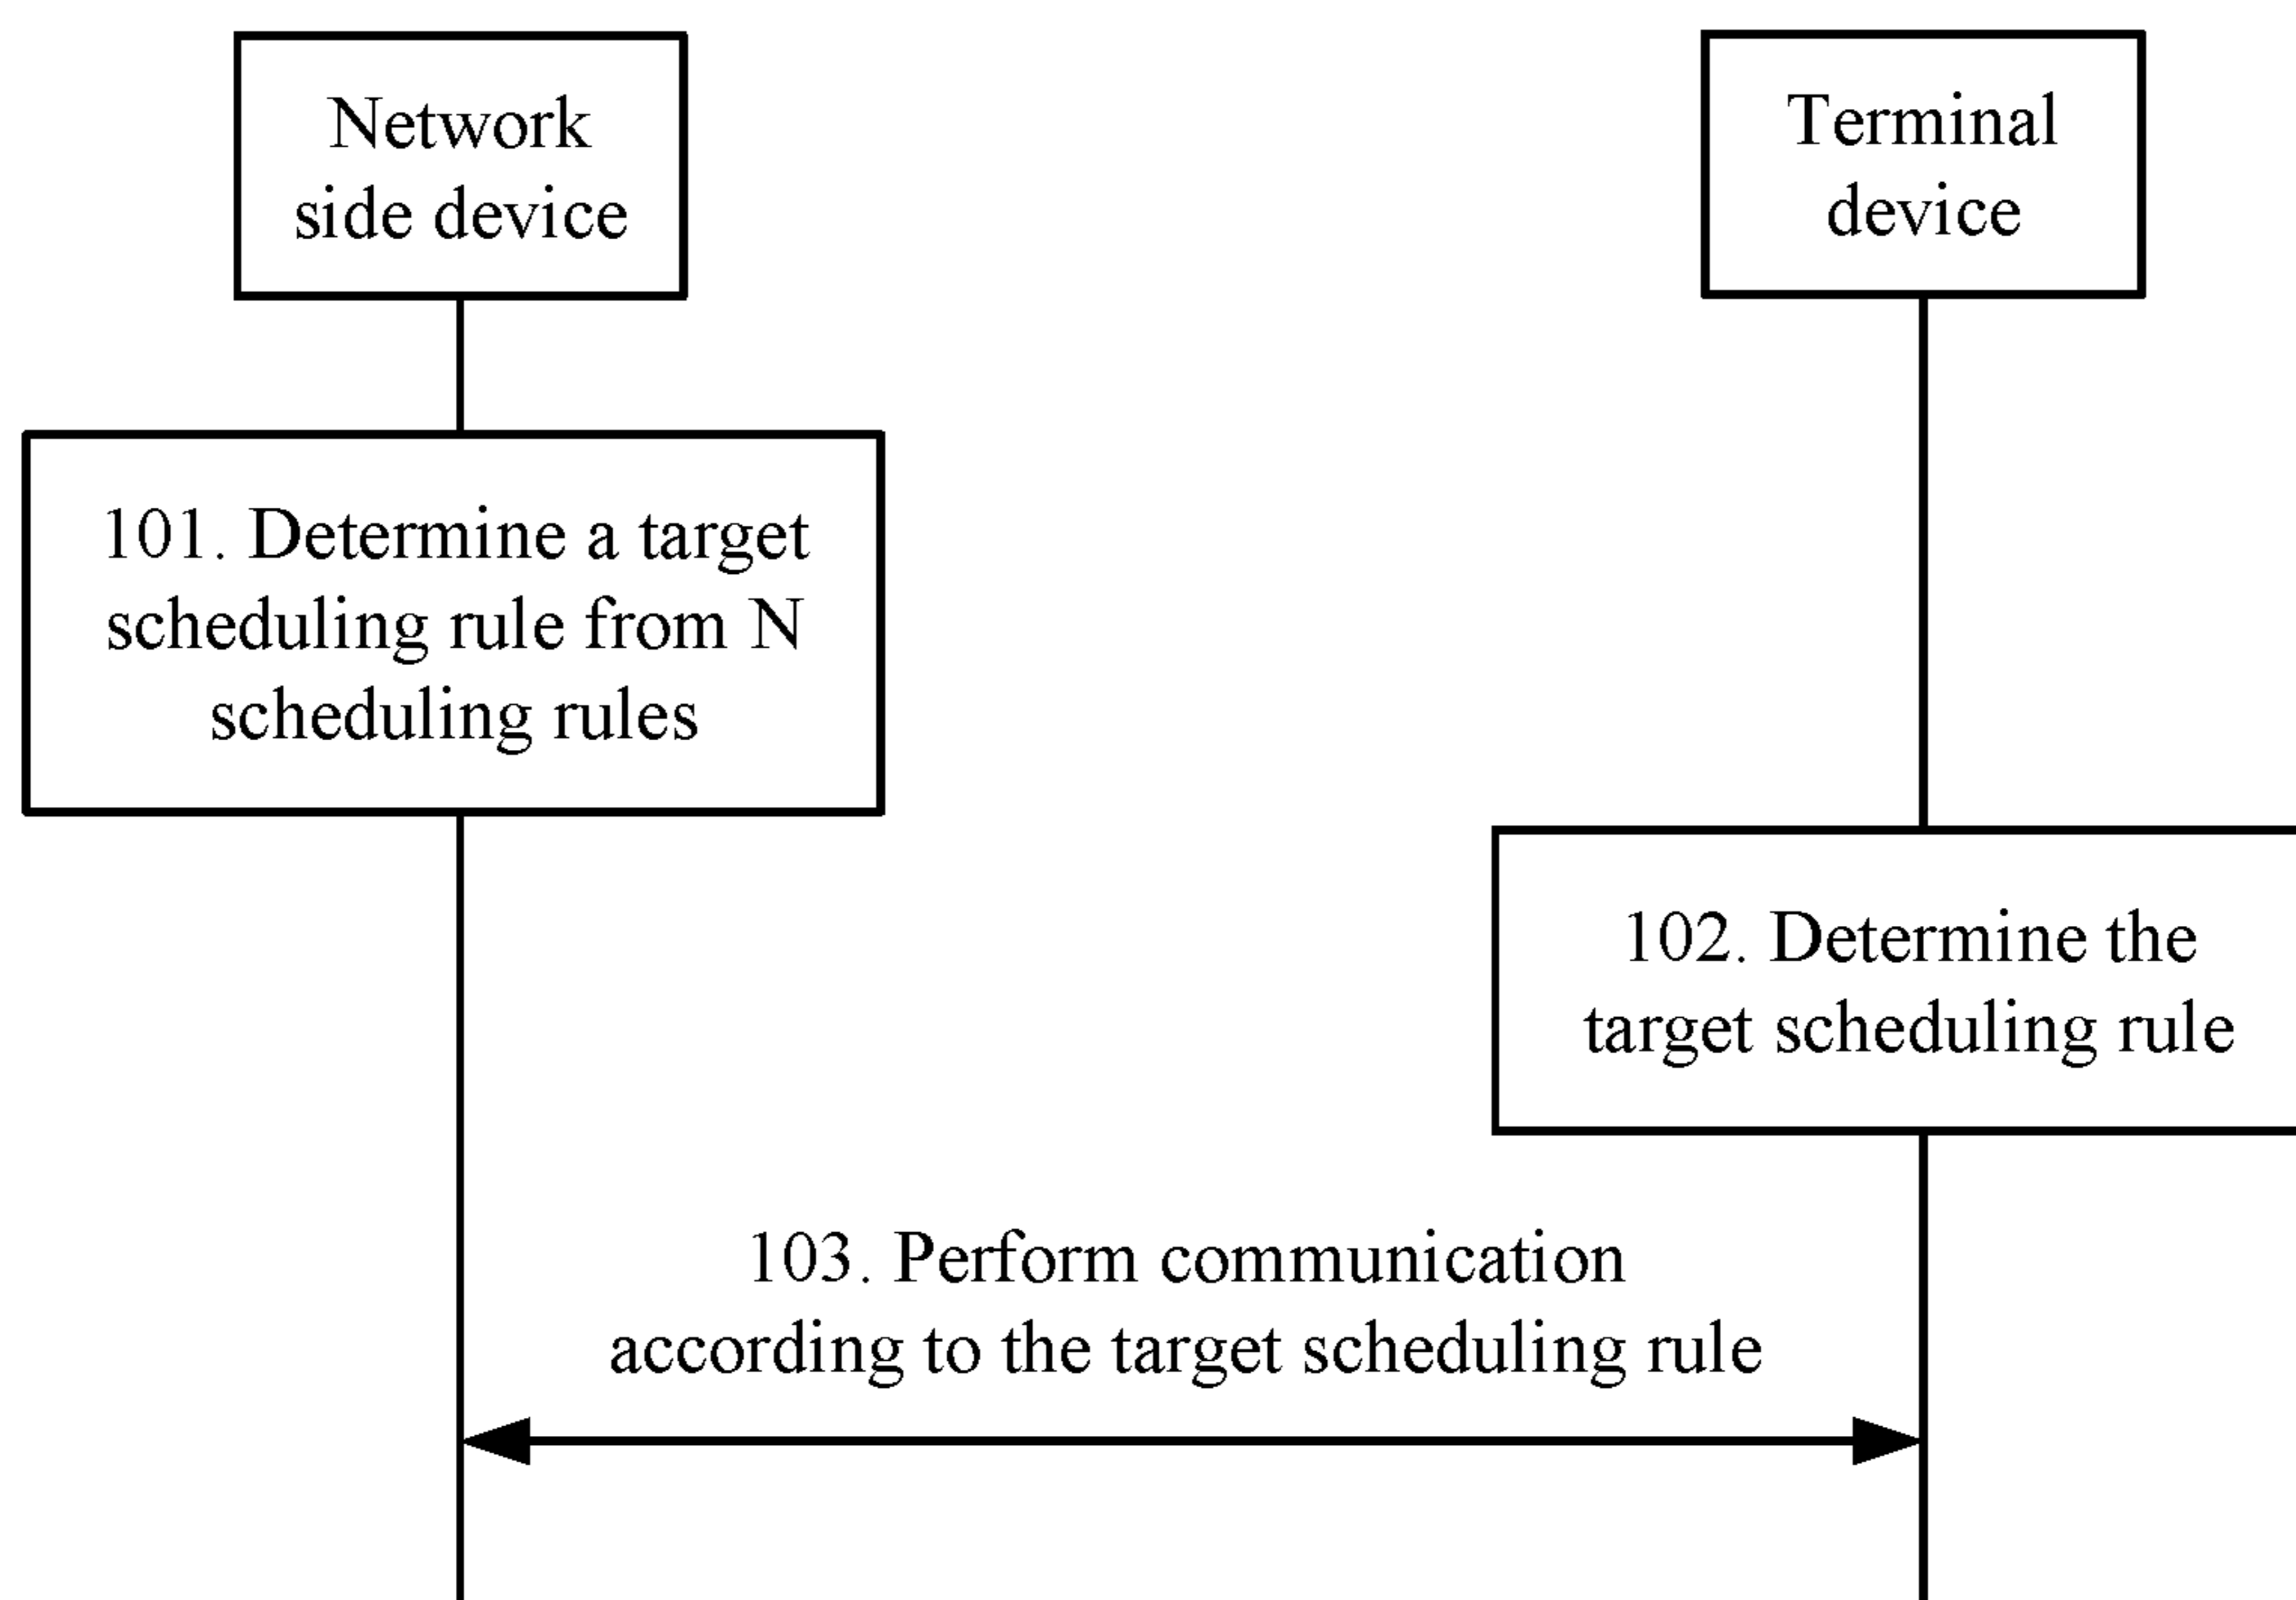 Network
side device
Terminal
device
101. Determine a target
scheduling rule from N
scheduling rules
102. Determine the
target scheduling rule
103. Perform communication
according to the target scheduling rule